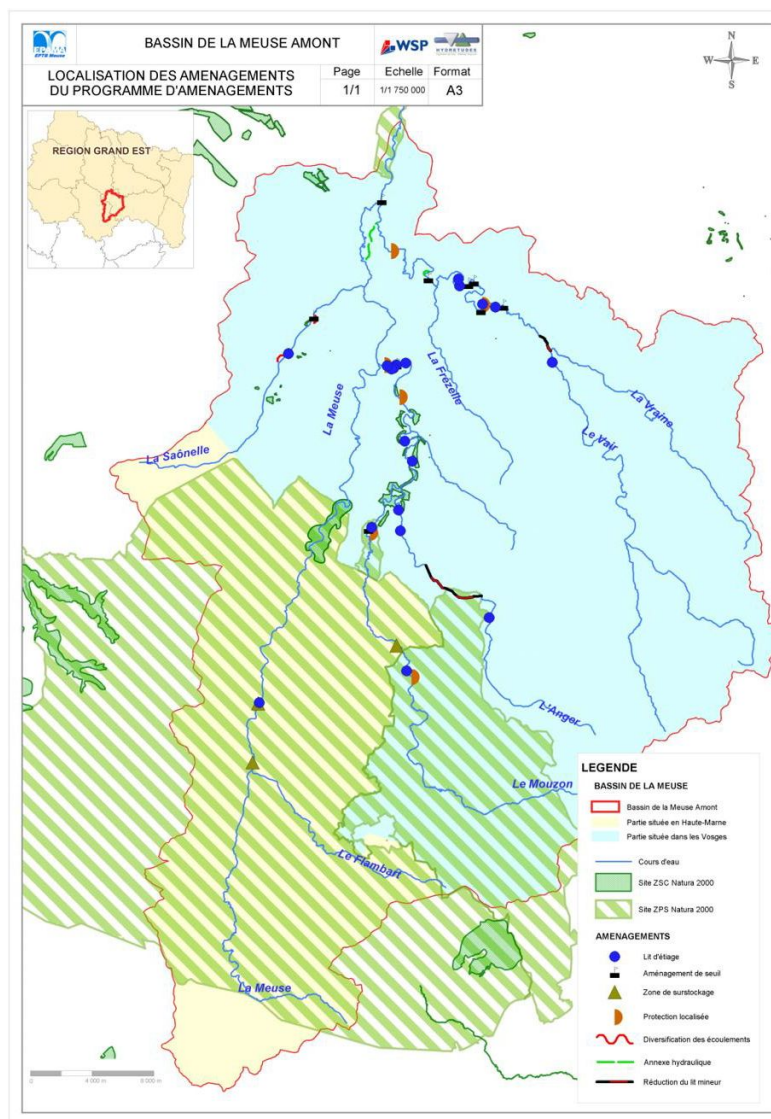 EPAMA
EPTB Meuse
BASSIN DE LA MEUSE AMONT
WSP
HYDRATUDES
LOCALISATION DES AMENAGEMENTS
DU PROGRAMME D'AMENAGEMENTS
Page
1/1
Echelle
1/1 750 000
Format
A3
N
W
E
S
REGION GRAND EST
La Frézelle
La Meuse
La Vraine
Le Vair
La Saônelle
L'Anger
Le Mouzon
Le Flambart
La Meuse
LEGENDE
BASSIN DE LA MEUSE
Bassin de la Meuse Amont
Partie située en Haute-Marne
Partie située dans les Vosges
Cours d'eau
Site ZSC Natura 2000
Site ZPS Natura 2000
AMENAGEMENTS
Lit d'étiage
Aménagement de seuil
Zone de surstockage
Protection localisée
Diversification des écoulements
Annexe hydraulique
Réduction du lit mineur
0
4 000 m
8 000 m